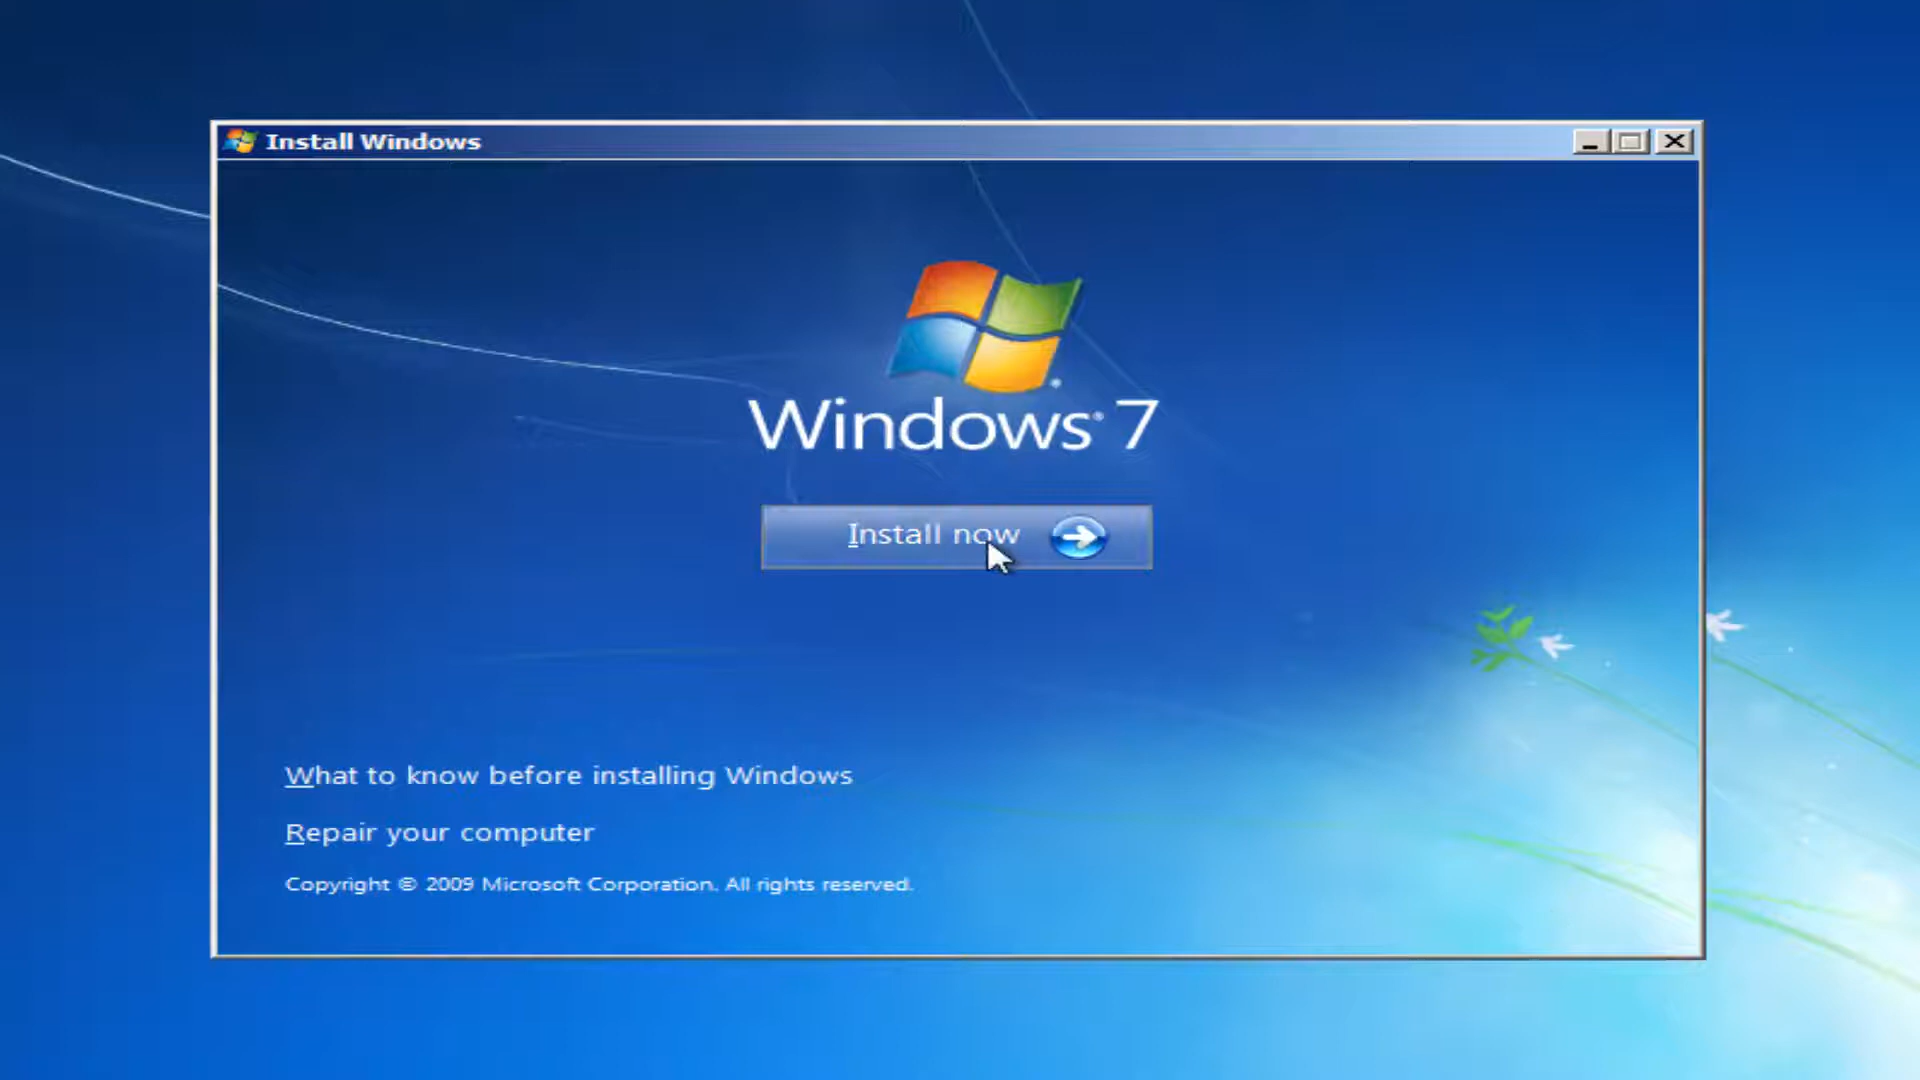 Install Windows
Windows® 7
Install now
What to know before installing Windows
Repair your computer
Copyright © 2009 Microsoft Corporation. All rights reserved.